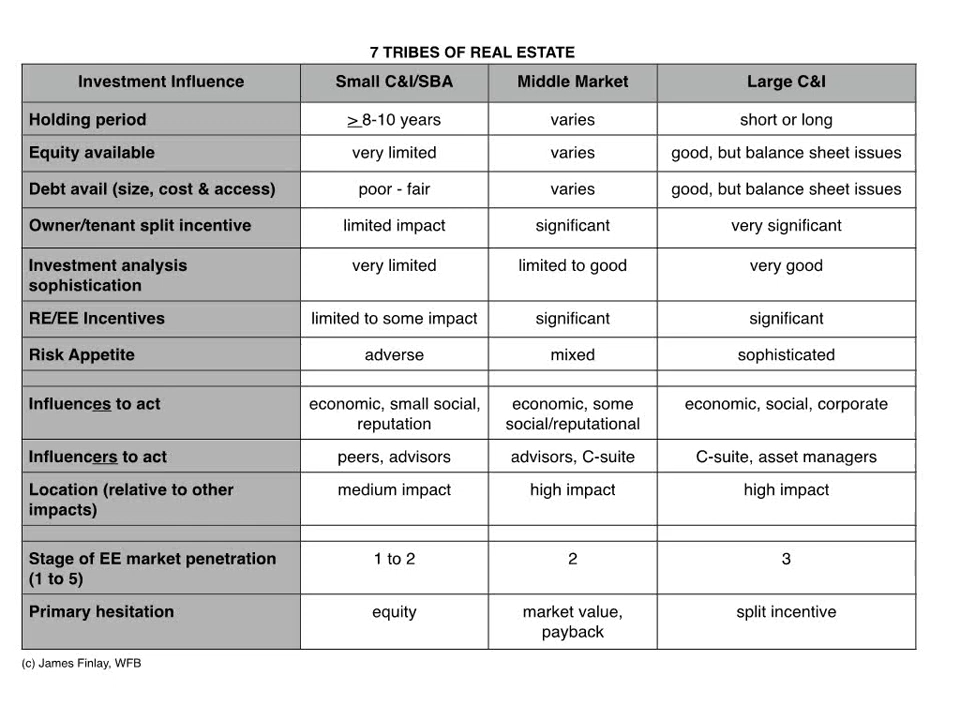 7 TRIBES OF REAL ESTATE
Investment Influence Small C&I/SBA Middle Market Large C&I
Holding period > 8-10 years varies short or long
Equity available very limited varies good, but balance sheet issues
Debt avail (size, cost & access) poor - fair varies good, but balance sheet issues
Owner/tenant split incentive limited impact significant very significant
Investment analysis very limited limited to good very good
sophistication
RE/EE Incentives limited to some impact significant significant
Risk Appetite adverse mixed sophisticated
Influences to act economic, small social, economic, some economic, social, corporate
reputation social/reputational
Influencers to act peers, advisors advisors, C-suite C-suite, asset managers
Location (relative to other medium impact high impact high impact
impacts)
Stage of EE market penetration 1 to 2 2 3
(1 to 5)
Primary hesitation equity market value, split incentive
payback
(c) James Finlay, WFB